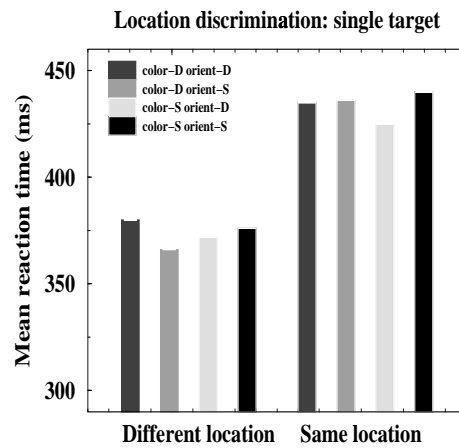 Location discrimination: single target
Mean reaction time (ms)
450
400
350
300
color-D orient-D
color-D orient-S
color-S orient-D
color-S orient-S
Different location
Same location